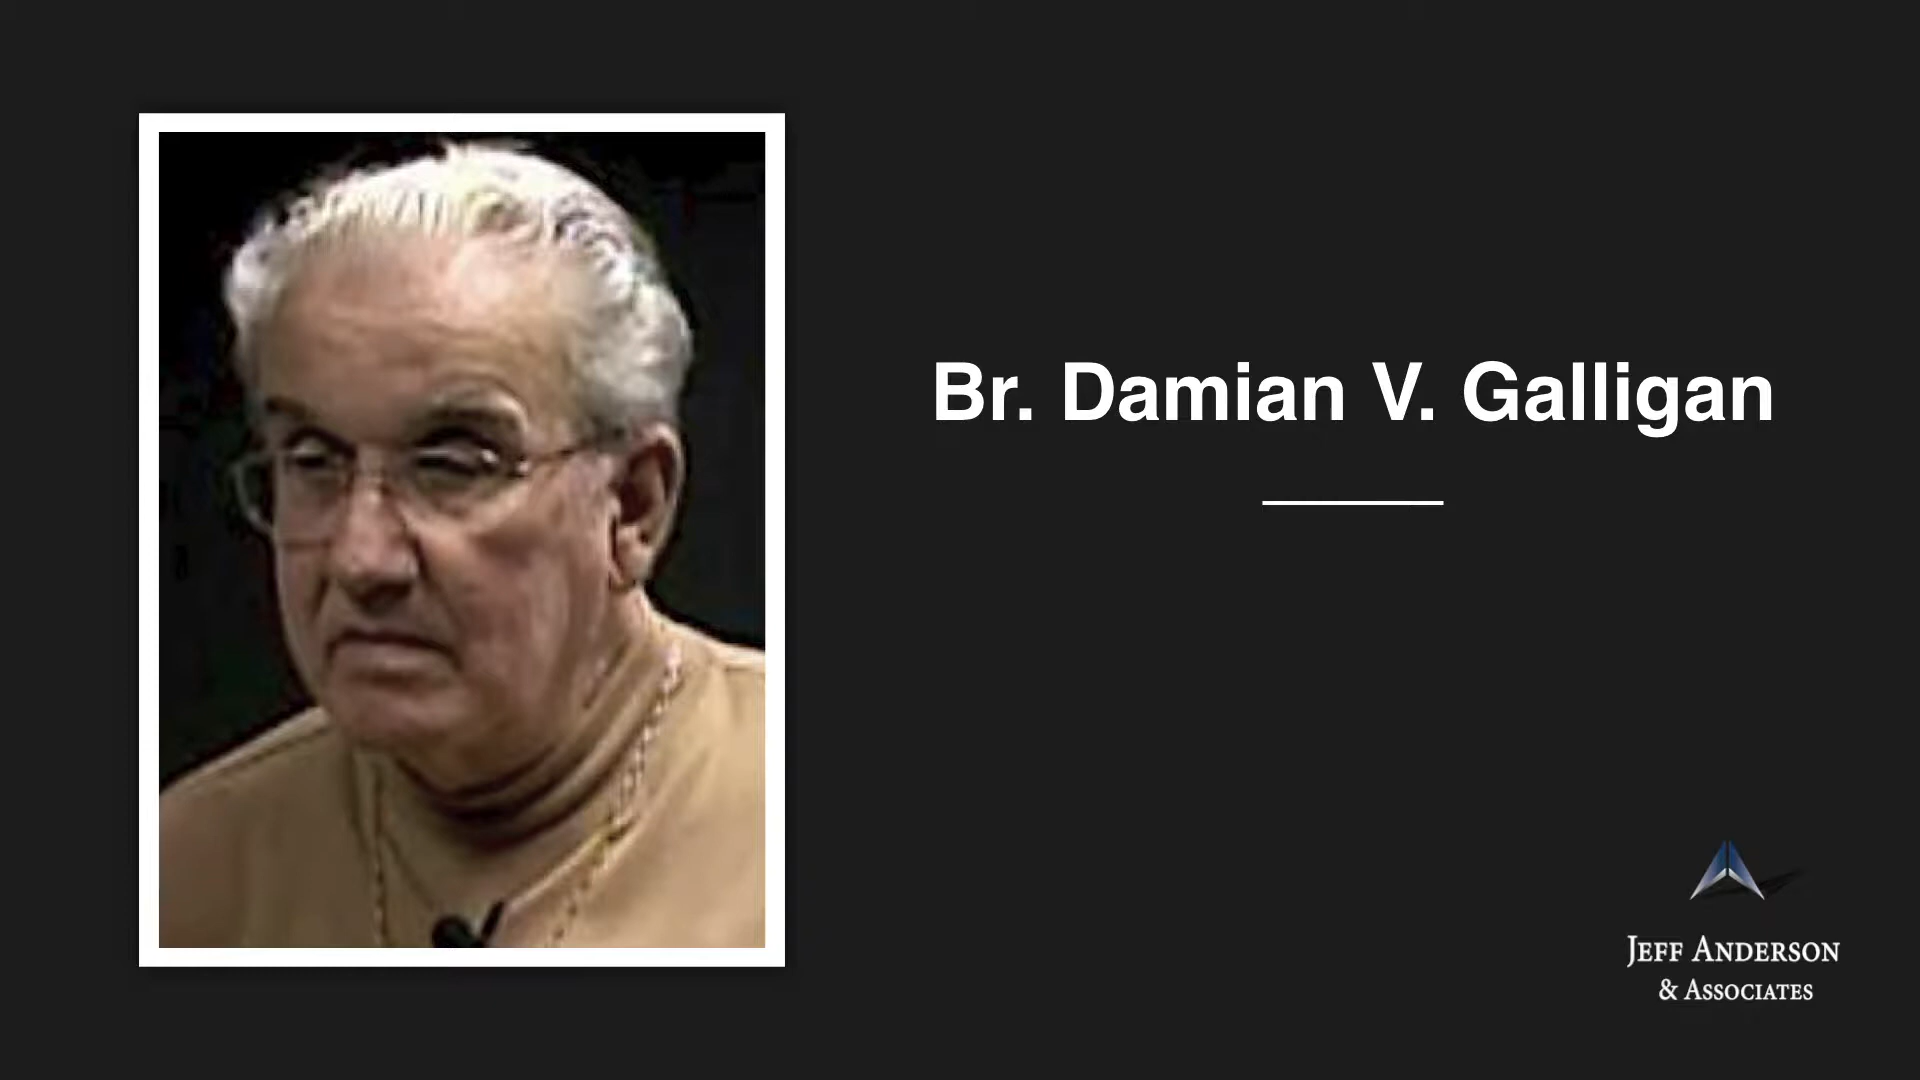 Br. Damian V. Galligan
JEFF ANDERSON
& ASSOCIATES